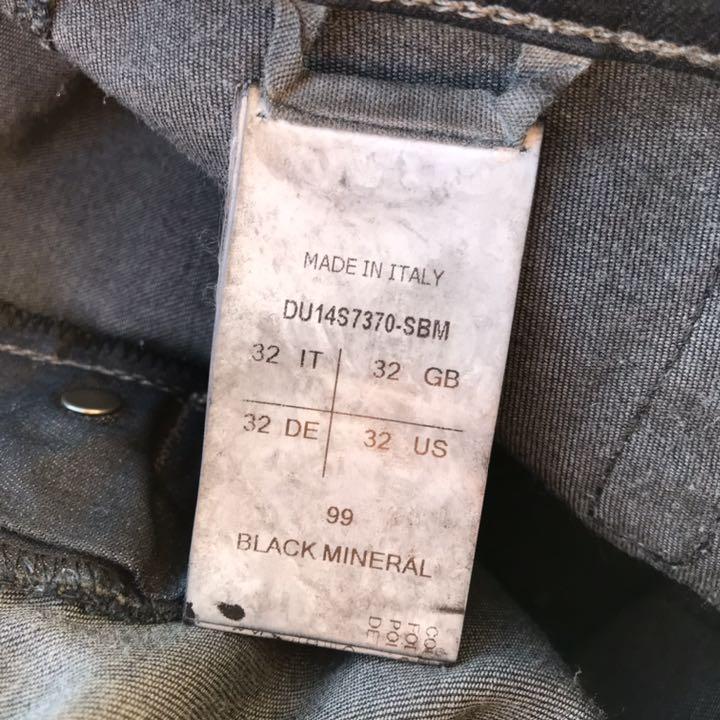 MADE IN ITALY
DU14S7370-SBM
32 IT 32 GB
32 DE 32 US
99
BLACK MINERAL